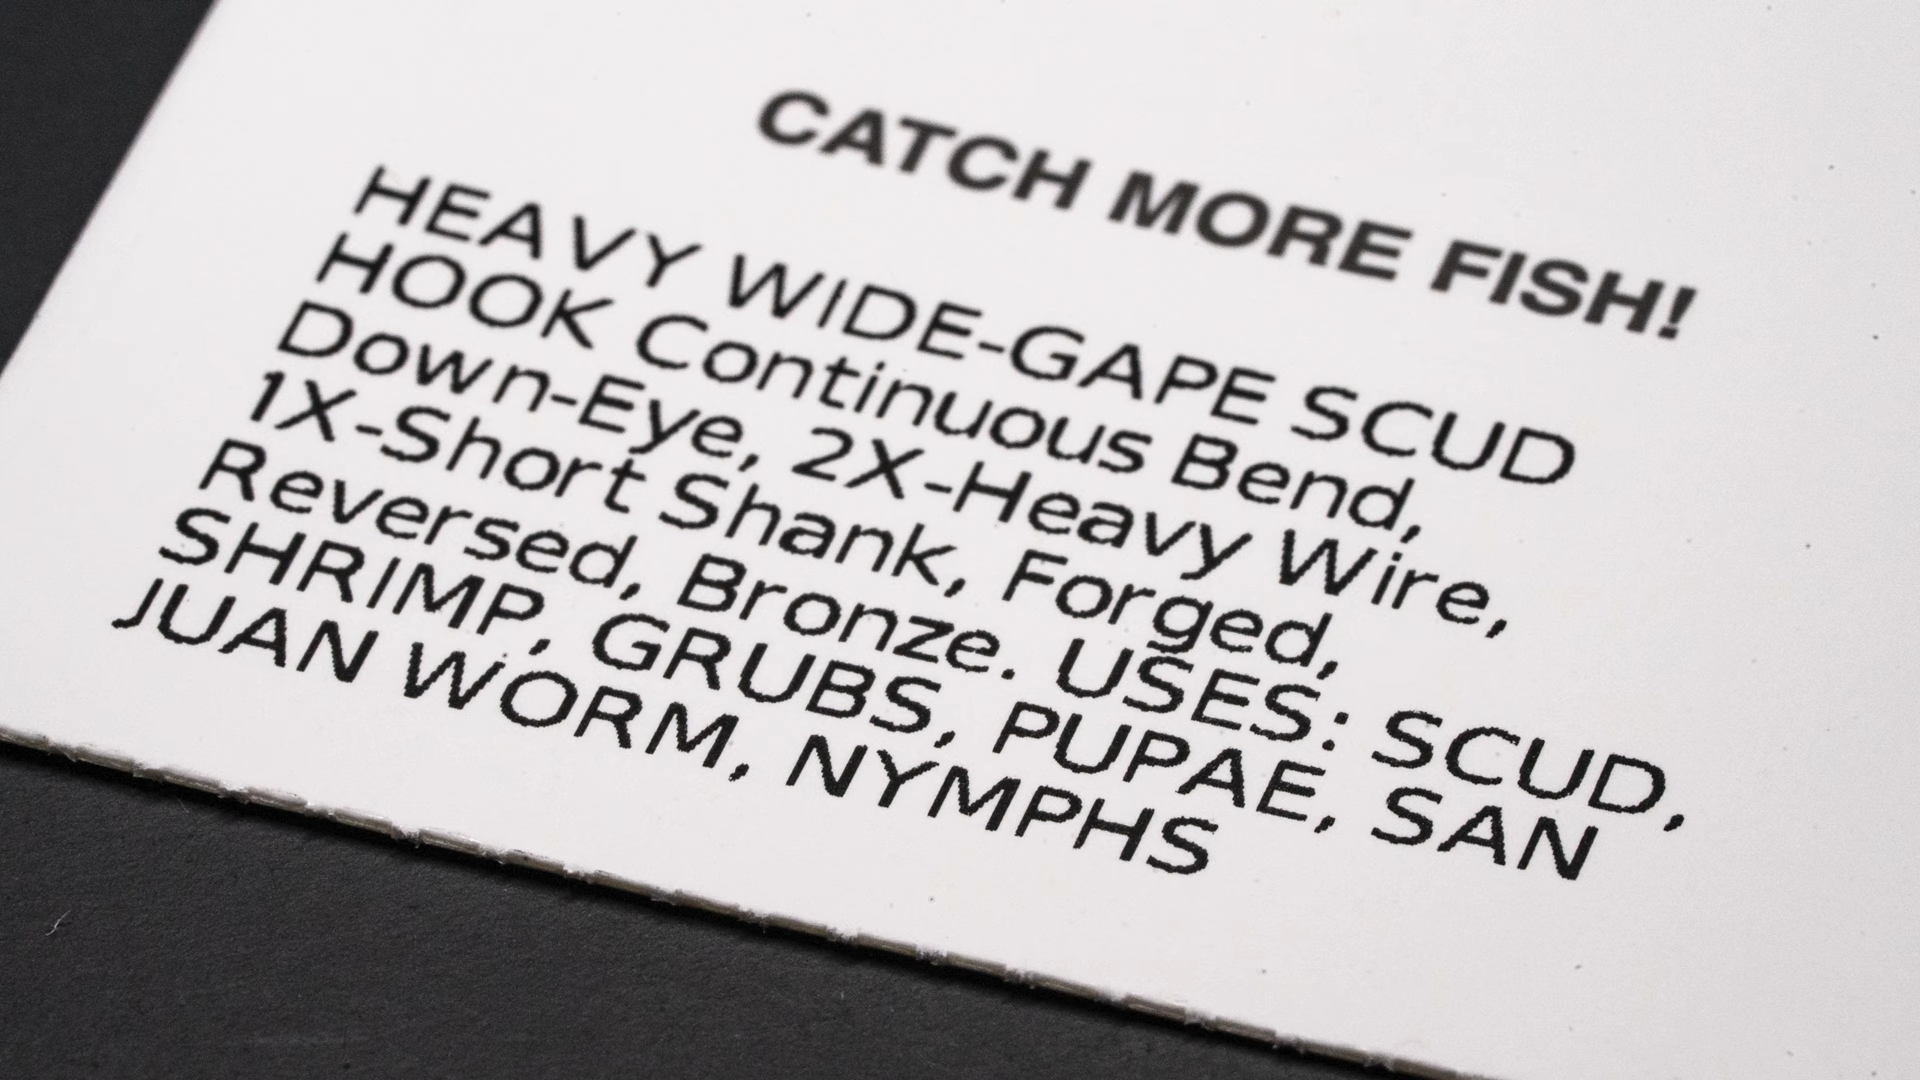 CATCH MORE FISH!
HEAVY WIDE-GAPE SCUD
HOOK Continuous Bend,
Down-Eye, 2X-Heavy Wire,
1X-Short Shank, Forged,
Reversed, Bronze. USES: SCUD,
SHRIMP, GRUBS, PUPAE, SAN
JUAN WORM, NYMPHS